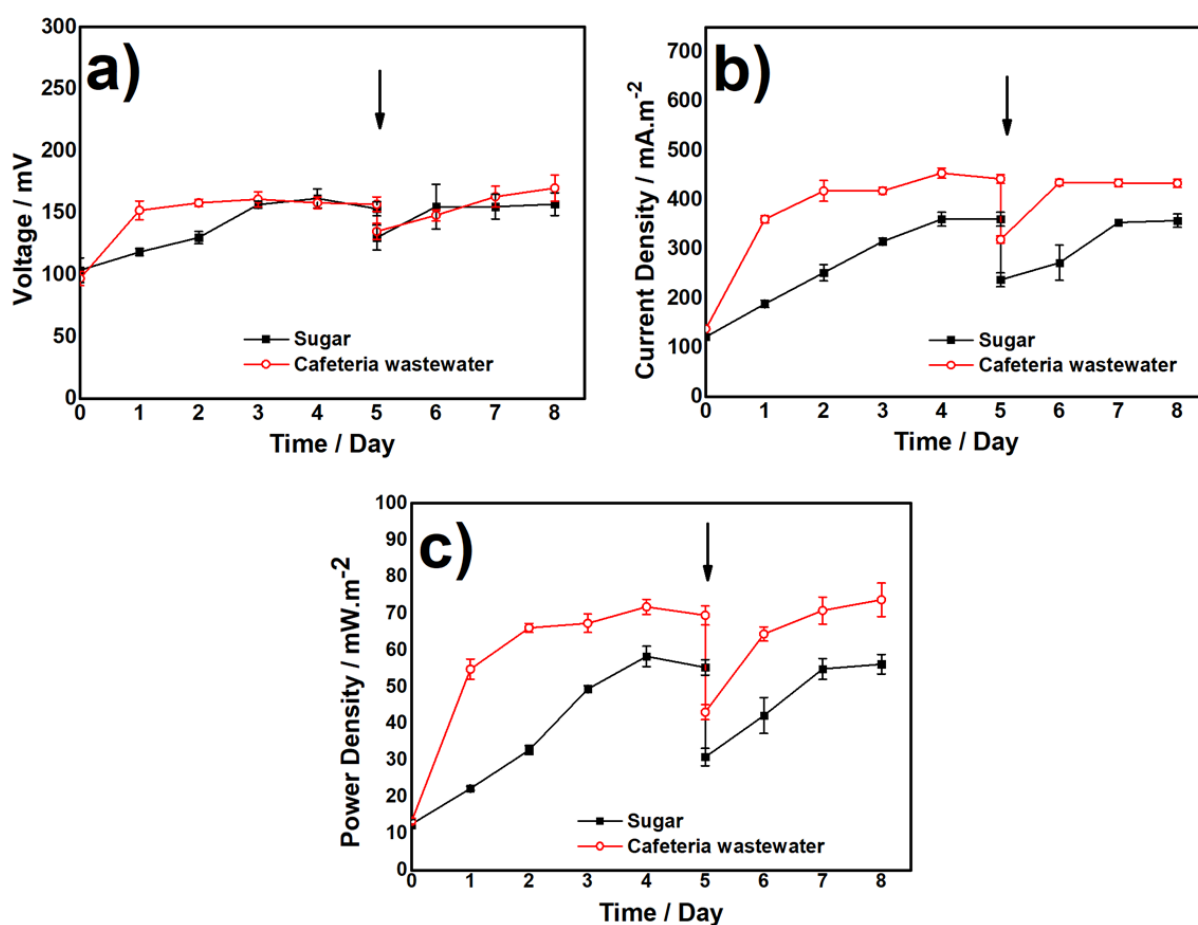 a)
Voltage / mV
300
250
200
150
100
50
0
Sugar
Cafeteria wastewater
0 1 2 3 4 5 6 7 8
Time / Day
b)
Current Density / mA.m-2
700
600
500
400
300
200
100
0
Sugar
Cafeteria wastewater
0 1 2 3 4 5 6 7 8
Time / Day
c)
Power Density / mW.m-2
100
90
80
70
60
50
40
30
20
10
0
Sugar
Cafeteria wastewater
0 1 2 3 4 5 6 7 8
Time / Day